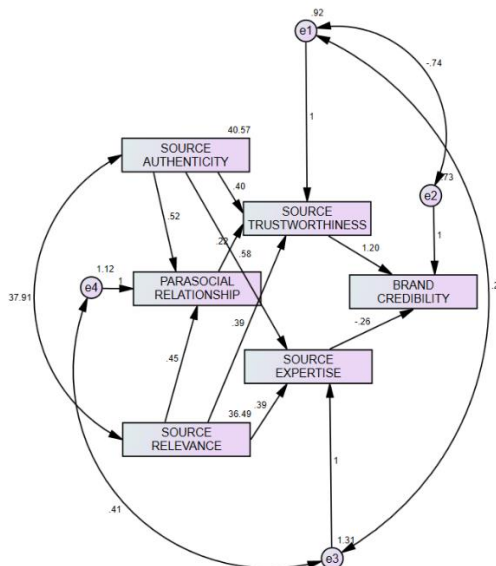 .92
e1
-.74
40.57
1
SOURCE
AUTHENTICITY
.40
.73
e2
.52
SOURCE
TRUSTWORTHINESS
.22
.58
1
1.20
1.12
e4
1
PARASOCIAL
RELATIONSHIP
BRAND
CREDIBILITY
37.91
.39
-.26
.45
SOURCE
EXPERTISE
36.49
.39
SOURCE
RELEVANCE
1
.41
1.31
e3